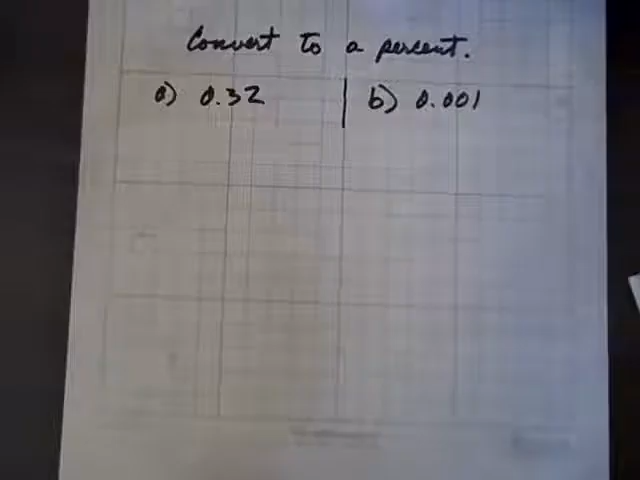 Convert to a percent.
a) 0.32 | b) 0.001